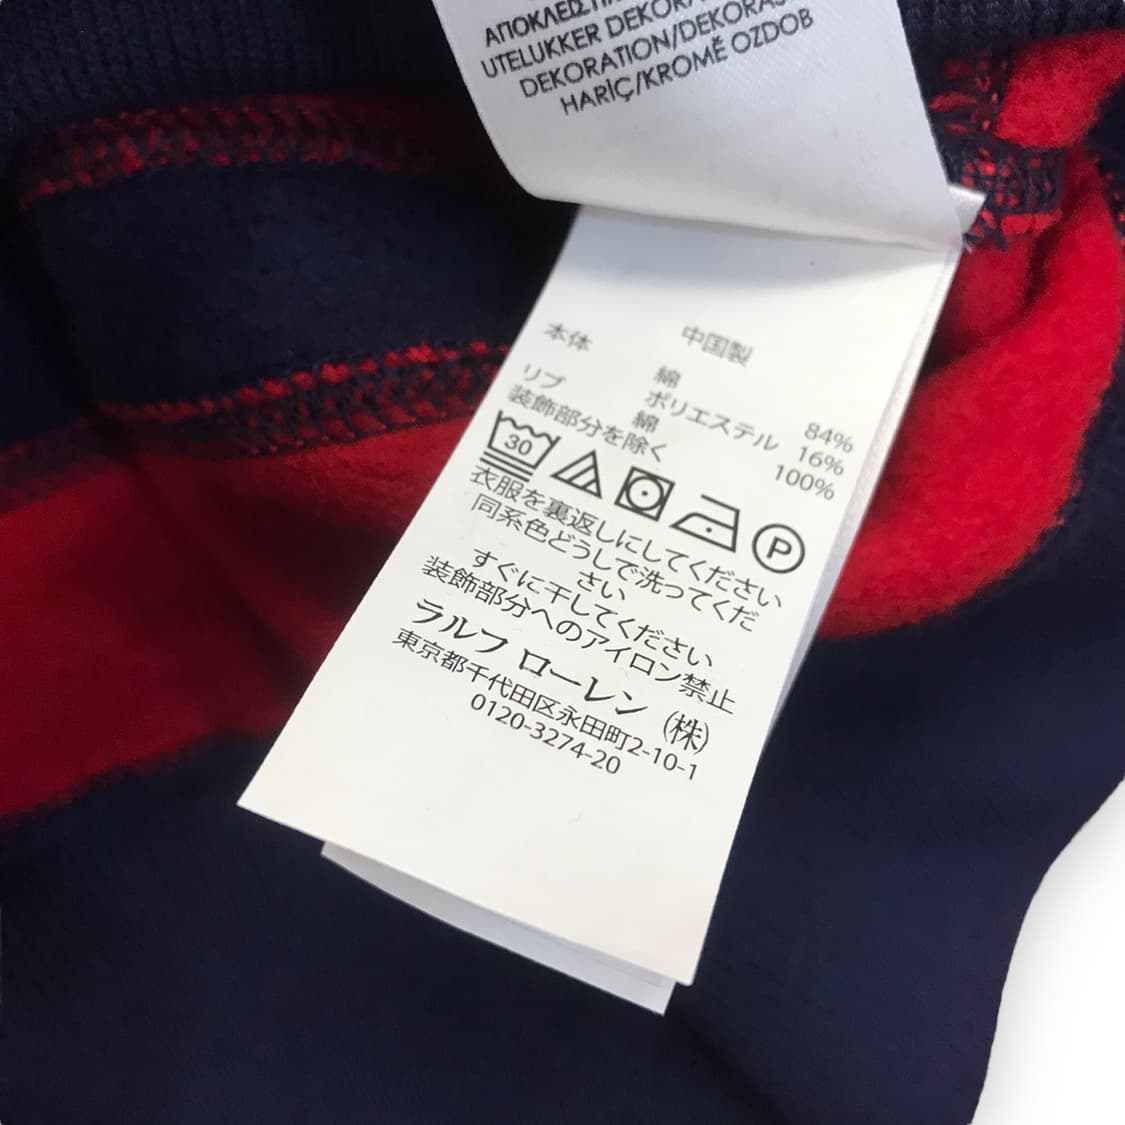 ΑΠΟΚΛΕΙΣΤΙΚ
UTELUKKER DEKORA
DEKORATION/DEKORAS
HARIÇ/KROMĚ OZDOB
中国製
本体 綿 84%
ポリエステル 16%
リブ 綿 100%
装飾部分を除く
30
P
衣服を裏返しにしてください
同系色どうしで洗ってくだ
さい
すぐに干してください
装飾部分へのアイロン禁止
ラルフ ローレン (株)
東京都千代田区永田町2-10-1
0120-3274-20